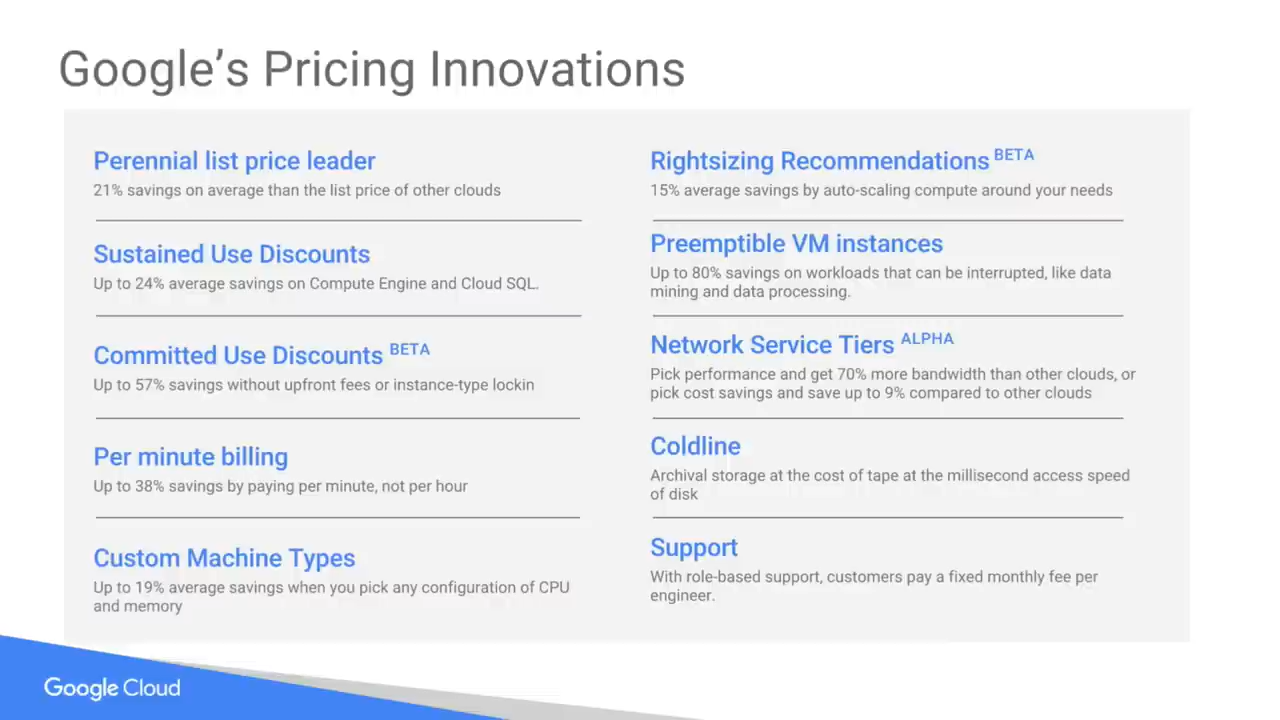 Google’s Pricing Innovations
Perennial list price leader
21% savings on average than the list price of other clouds
Sustained Use Discounts
Up to 24% average savings on Compute Engine and Cloud SQL.
Committed Use Discounts BETA
Up to 57% savings without upfront fees or instance-type lockin
Per minute billing
Up to 38% savings by paying per minute, not per hour
Custom Machine Types
Up to 19% average savings when you pick any configuration of CPU
and memory
Rightsizing Recommendations BETA
15% average savings by auto-scaling compute around your needs
Preemptible VM instances
Up to 80% savings on workloads that can be interrupted, like data
mining and data processing.
Network Service Tiers ALPHA
Pick performance and get 70% more bandwidth than other clouds, or
pick cost savings and save up to 9% compared to other clouds
Coldline
Archival storage at the cost of tape at the millisecond access speed
of disk
Support
With role-based support, customers pay a fixed monthly fee per
engineer.
Google Cloud